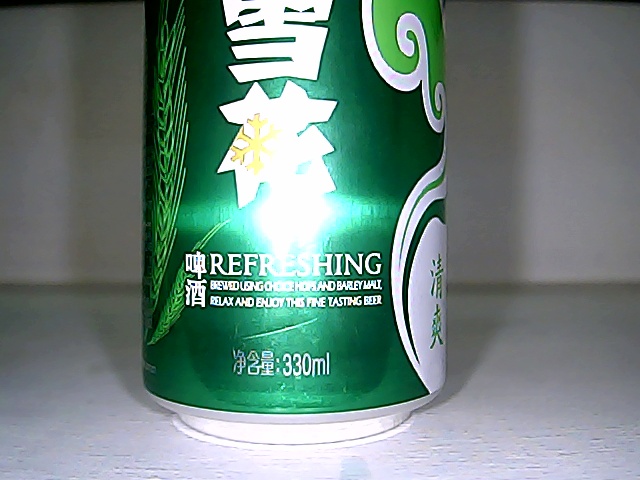 雪花
啤酒
REFRESHING
BREWED USING CHOICE HOPS AND BARLEY MALT,
RELAX AND ENJOY THIS FINE TASTING BEER
净含量:330ml
清爽